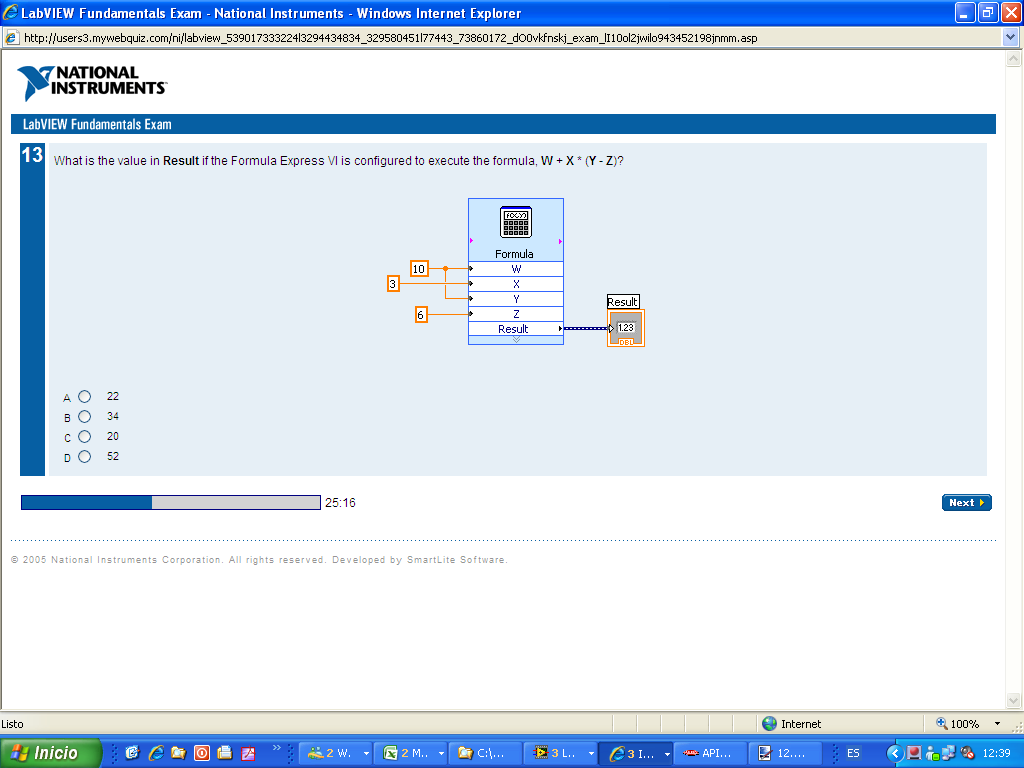 LabVIEW Fundamentals Exam - National Instruments - Windows Internet Explorer
http://users3.mywebquiz.com/ni/labview_539017333224l3294434834_329580451l77443_73860172_dO0vkfnskj_exam_lI10ol2jwilo943452198jnmm.asp
NATIONAL
INSTRUMENTS
LabVIEW Fundamentals Exam
13 What is the value in Result if the Formula Express VI is configured to execute the formula, W + X * (Y - Z)?
Formula
10 W
3 X
Y
6 Z
Result
Result
1.23
DBL
A 22
B 34
C 20
D 52
25:16
Next
© 2005 National Instruments Corporation. All rights reserved. Developed by SmartLite Software.
Listo Internet 100%
Inicio 2 W. 2 M... C:\... 3 L... 3 I... API... 12.... ES 12:39